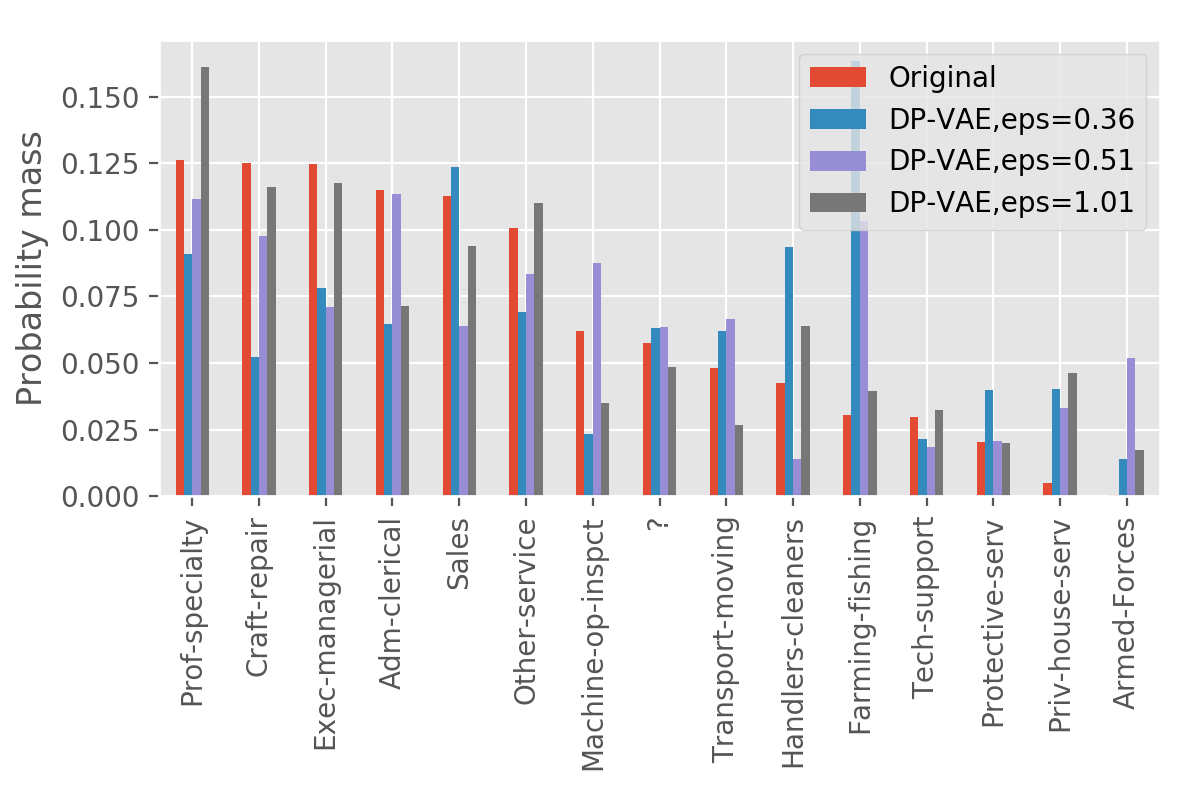 Probability mass
0.150
0.125
0.100
0.075
0.050
0.025
0.000
Original
DP-VAE,eps=0.36
DP-VAE,eps=0.51
DP-VAE,eps=1.01
Prof-specialty
Craft-repair
Exec-managerial
Adm-clerical
Sales
Other-service
Machine-op-inspct
?
Transport-moving
Handlers-cleaners
Farming-fishing
Tech-support
Protective-serv
Priv-house-serv
Armed-Forces